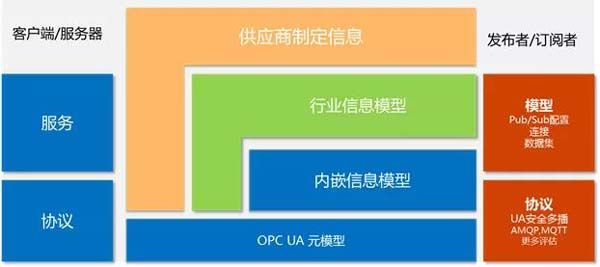 客户端/服务器
服务
协议
供应商制定信息
行业信息模型
内嵌信息模型
OPC UA 元模型
发布者/订阅者
模型
Pub/Sub配置
连接
数据集
协议
UA安全多播
AMQP,MQTT
更多评估